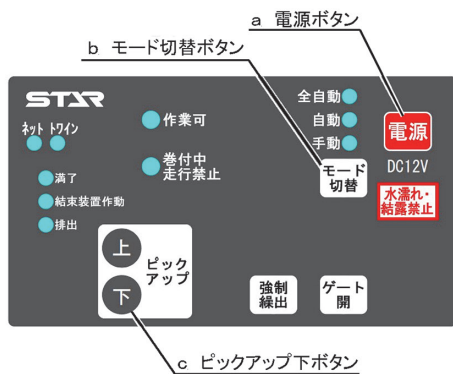 a 電源ボタン
b モード切替ボタン
STAR
全自動
自動
手動
電源
ネット トワイン
作業可
巻付中
走行禁止
モード
切替
DC12V
水濡れ・
結露禁止
満了
結束装置作動
排出
上
下
ピック
アップ
強制
繰出
ゲート
開
c ピックアップ下ボタン